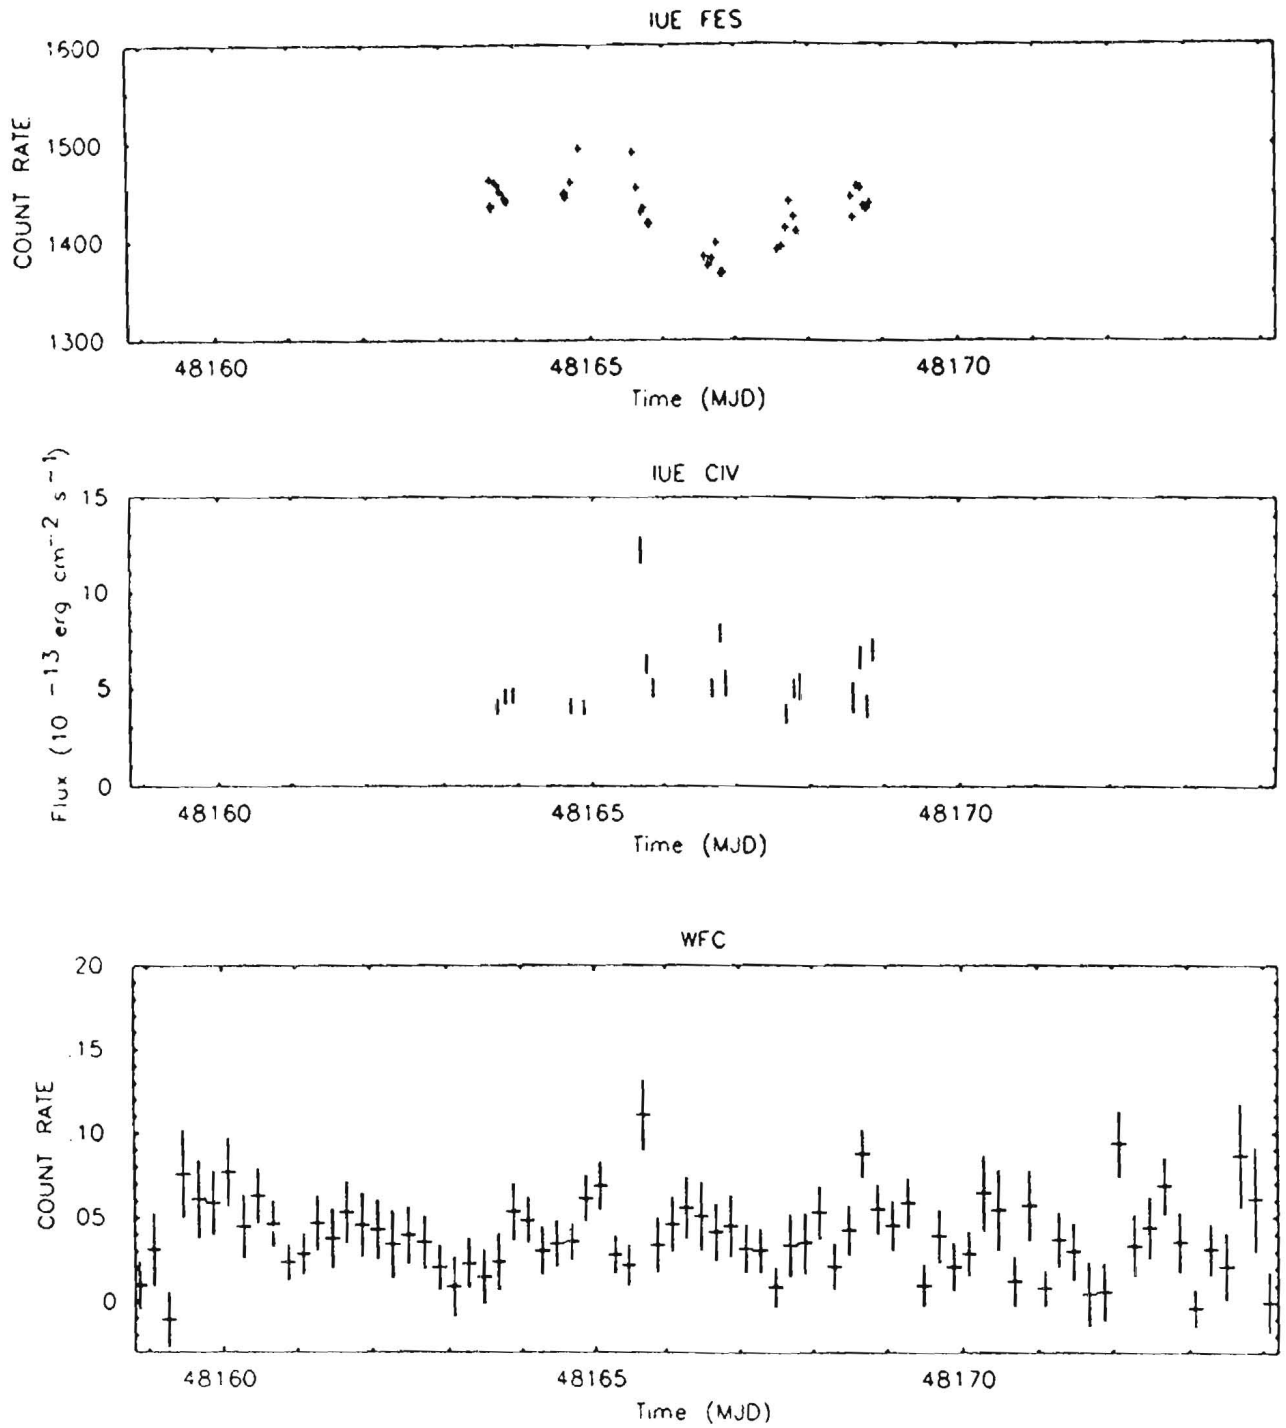 IUE FES
1600
1500
1400
1300
COUNT RATE
48160 48165 48170
Time (MJD)
IUE CIV
15
10
5
0
Flux (10 -13 erg cm-2 s-1)
48160 48165 48170
Time (MJD)
WFC
20
.15
.10
05
0
COUNT RATE
48160 48165 48170
Time (MJD)